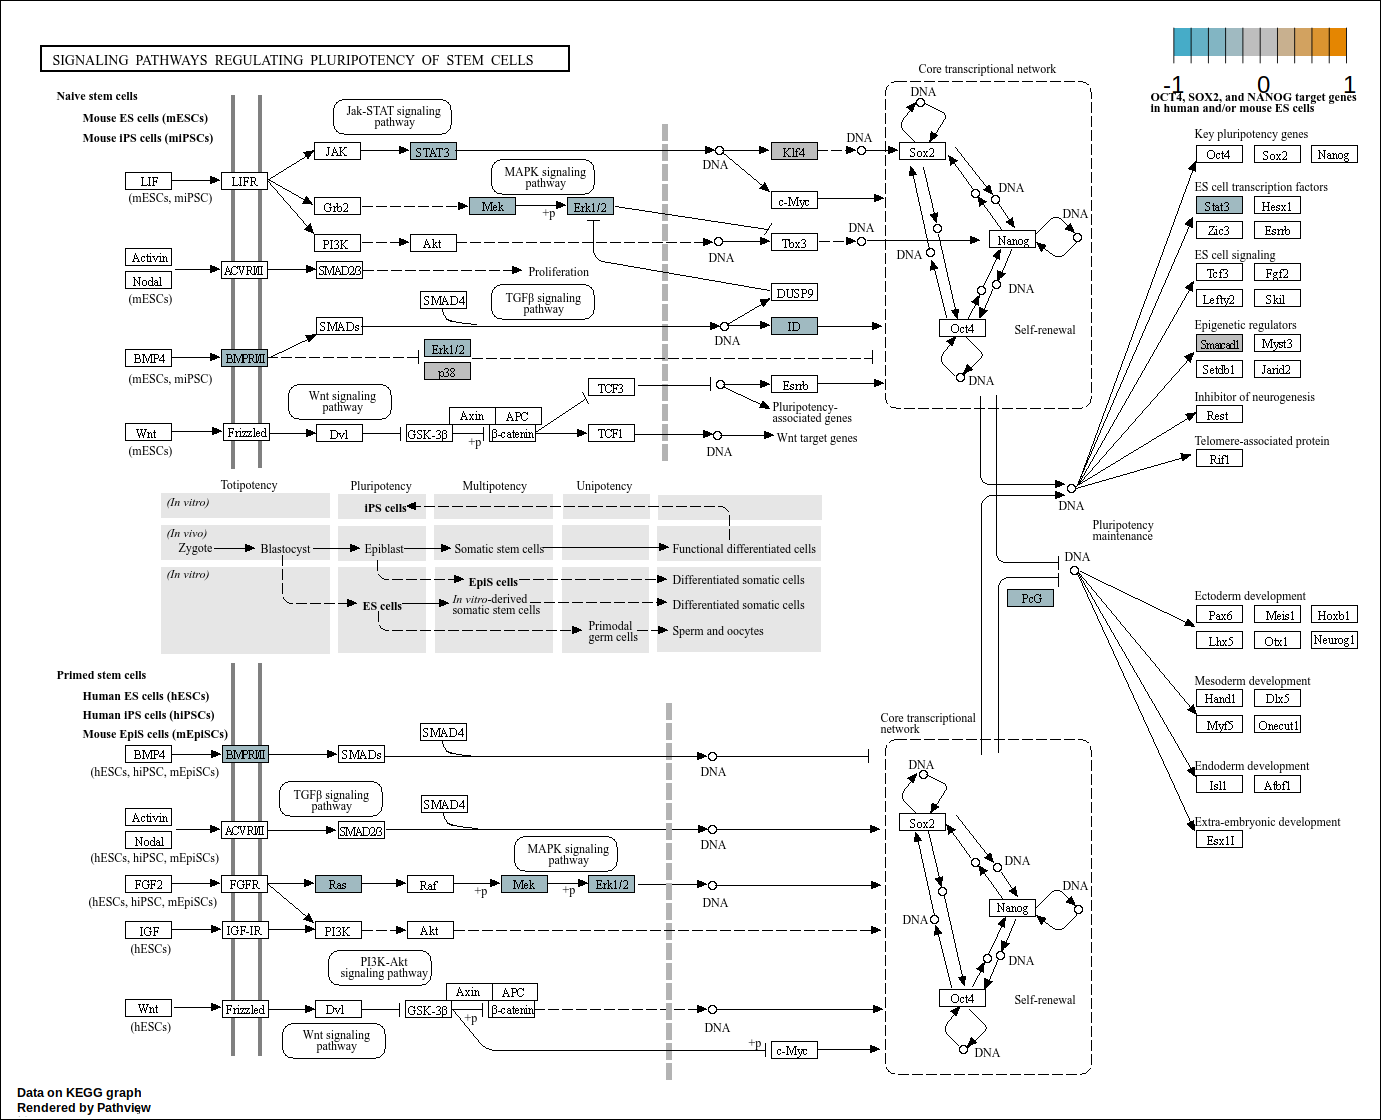 SIGNALING PATHWAYS REGULATING PLURIPOTENCY OF STEM CELLS
-1 0 1
OCT4, SOX2, and NANOG target genes
in human and/or mouse ES cells
Naive stem cells
Mouse ES cells (mESCs)
Mouse iPS cells (miPSCs)
Jak-STAT signaling
pathway
Core transcriptional network
DNA
JAK
STAT3
DNA
Klf4
DNA
Sox2
MAPK signaling
pathway
LIF
(mESCs, miPSC)
LIFR
Grb2
Mek
+p
Erk1/2
c-Myc
DNA
DNA
PI3K
Akt
DNA
Tbx3
DNA
Nanog
DNA
Activin
Nodal
(mESCs)
ACVRI/II
SMAD2/3
Proliferation
TGFβ signaling
pathway
SMAD4
DUSP9
DNA
SMADs
DNA
ID
Oct4
Self-renewal
BMP4
(mESCs, miPSC)
BMPRI/II
Erk1/2
p38
DNA
Wnt signaling
pathway
TCF3
Esrrb
Pluripotency-
associated genes
Axin
APC
Wnt
(mESCs)
Frizzled
Dvl
GSK-3β
+p
β-catenin
TCF1
DNA
Wnt target genes
Key pluripotency genes
Oct4
Sox2
Nanog
ES cell transcription factors
Stat3
Hesx1
Zic3
Esrrb
ES cell signaling
Tcf3
Fgf2
Lefty2
Skil
Epigenetic regulators
Smarcad1
Myst3
Setdb1
Jarid2
Inhibitor of neurogenesis
Rest
Telomere-associated protein
Rif1
DNA
Pluripotency
maintenance
DNA
PcG
Totipotency
Pluripotency
Multipotency
Unipotency
(In vitro)
iPS cells
(In vivo)
Zygote
Blastocyst
Epiblast
Somatic stem cells
Functional differentiated cells
(In vitro)
EpiS cells
Differentiated somatic cells
ES cells
In vitro-derived
somatic stem cells
Differentiated somatic cells
Primodal
germ cells
Sperm and oocytes
Ectoderm development
Pax6
Meis1
Hoxb1
Lhx5
Otx1
Neurog1
Mesoderm development
Hand1
Dlx5
Myf5
Onecut1
Endoderm development
Isl1
Atbf1
Extra-embryonic development
Esx1l
Primed stem cells
Human ES cells (hESCs)
Human iPS cells (hiPSCs)
Mouse EpiS cells (mEpiSCs)
BMP4
(hESCs, hiPSC, mEpiSCs)
BMPRI/II
SMADs
SMAD4
DNA
Core transcriptional
network
DNA
TGFβ signaling
pathway
SMAD4
Activin
Nodal
(hESCs, hiPSC, mEpiSCs)
ACVRI/II
SMAD2/3
DNA
Sox2
MAPK signaling
pathway
DNA
FGF2
(hESCs, hiPSC, mEpiSCs)
FGFR
Ras
Raf
+p
Mek
+p
Erk1/2
DNA
DNA
Nanog
DNA
IGF
(hESCs)
IGF-IR
PI3K
Akt
PI3K-Akt
signaling pathway
DNA
Axin
APC
Oct4
Self-renewal
Wnt
(hESCs)
Frizzled
Dvl
GSK-3β
+p
β-catenin
DNA
Wnt signaling
pathway
+p
c-Myc
DNA
Data on KEGG graph
Rendered by Pathview